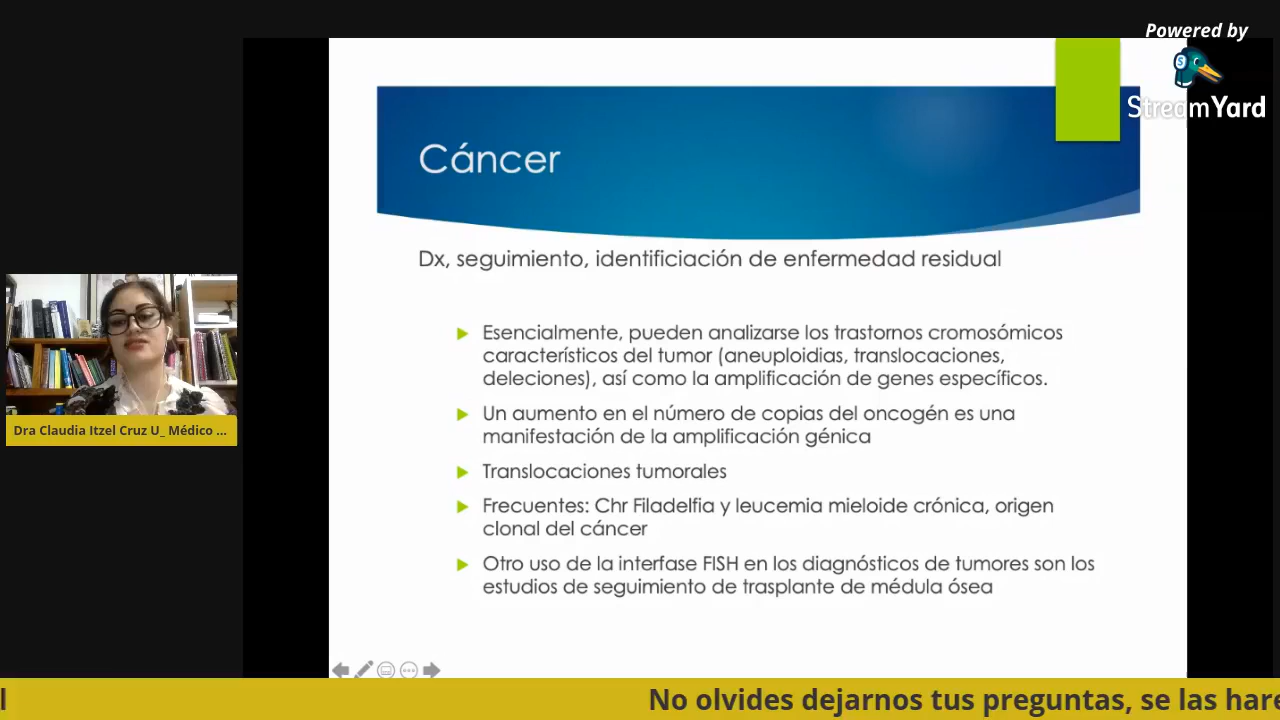 Powered by
StreamYard
Cáncer
Dx, seguimiento, identificiación de enfermedad residual
Esencialmente, pueden analizarse los trastornos cromosómicos
característicos del tumor (aneuploidias, translocaciones,
deleciones), así como la amplificación de genes específicos.
Un aumento en el número de copias del oncogén es una
manifestación de la amplificación génica
Translocaciones tumorales
Frecuentes: Chr Filadelfia y leucemia mieloide crónica, origen
clonal del cáncer
Otro uso de la interfase FISH en los diagnósticos de tumores son los
estudios de seguimiento de trasplante de médula ósea
Dra Claudia Itzel Cruz U_ Médico ...
l No olvides dejarnos tus preguntas, se las hare